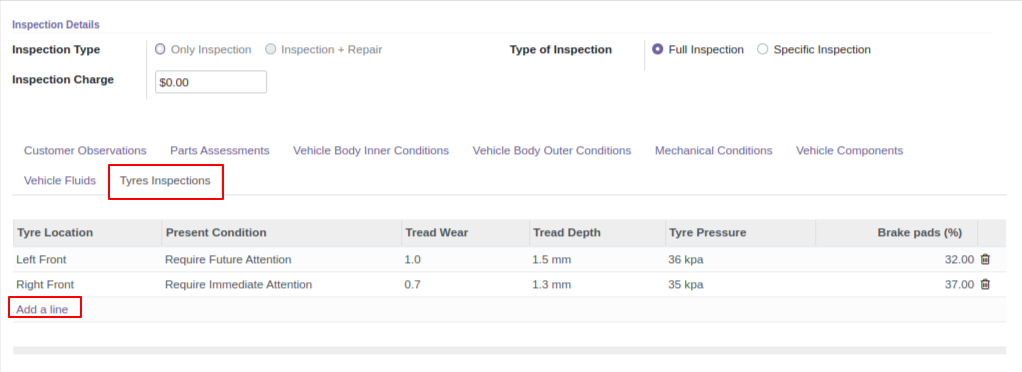 Inspection Details
Inspection Type Only Inspection Inspection + Repair Type of Inspection Full Inspection Specific Inspection
Inspection Charge $0.00
Customer Observations Parts Assessments Vehicle Body Inner Conditions Vehicle Body Outer Conditions Mechanical Conditions Vehicle Components
Vehicle Fluids Tyres Inspections
Tyre Location Present Condition Tread Wear Tread Depth Tyre Pressure Brake pads (%)
Left Front Require Future Attention 1.0 1.5 mm 36 kpa 32.00
Right Front Require Immediate Attention 0.7 1.3 mm 35 kpa 37.00
Add a line